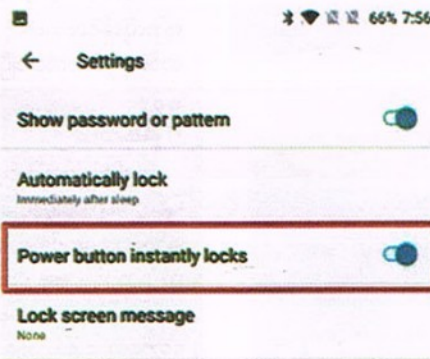 66% 7:56
Settings
Show password or pattern
Automatically lock
Immediately after sleep
Power button instantly locks
Lock screen message
None